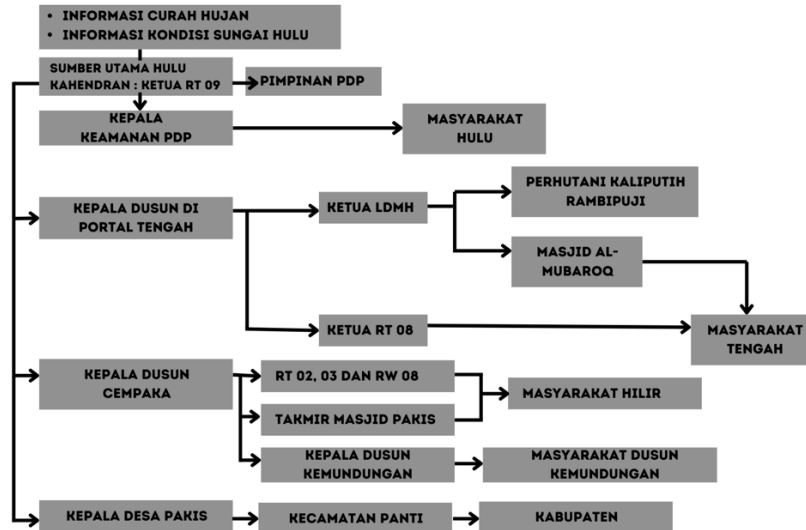 • INFORMASI CURAH HUJAN
• INFORMASI KONDISI SUNGAI HULU
SUMBER UTAMA HULU
KAHENDRAN : KETUA RT 09
PIMPINAN PDP
KEPALA
KEAMANAN PDP
MASYARAKAT
HULU
KEPALA DUSUN DI
PORTAL TENGAH
KETUA LDMH
PERHUTANI KALIPUTIH
RAMBIPUJI
MASJID AL-
MUBAROQ
KETUA RT 08
MASYARAKAT
TENGAH
KEPALA DUSUN
CEMPAKA
RT 02, 03 DAN RW 08
TAKMIR MASJID PAKIS
MASYARAKAT HILIR
KEPALA DUSUN
KEMUNDUNGAN
MASYARAKAT DUSUN
KEMUNDUNGAN
KEPALA DESA PAKIS
KECAMATAN PANTI
KABUPATEN